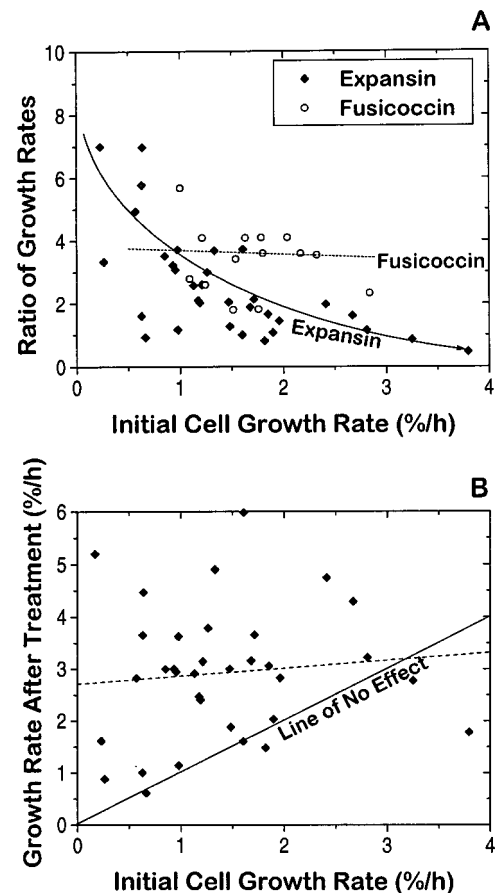 A
Ratio of Growth Rates
10
8
6
4
2
0
Expansin
Fusicoccin
Fusicoccin
Expansin
0 1 2 3 4
Initial Cell Growth Rate (%/h)
B
Growth Rate After Treatment (%/h)
6
5
4
3
2
1
0
Line of No Effect
0 1 2 3 4
Initial Cell Growth Rate (%/h)